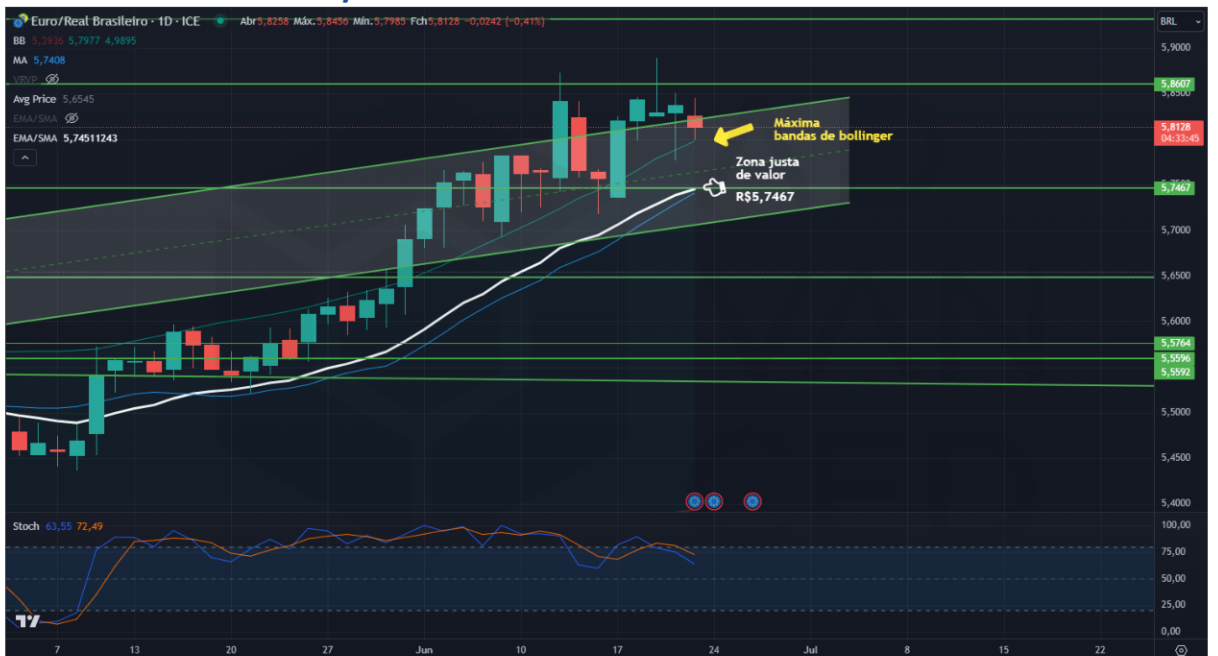 Euro/Real Brasileiro · 1D · ICE Abr5,8258 Máx.5,8456 Mín.5,7985 Fch5,8128 −0,0242 (−0,41%)
BRL
BB 5,3936 5,7977 4,9895
MA 5,7408
VRVP
Avg Price 5,6545
EMA/SMA
EMA/SMA 5,74511243
5,9000
5,8607
5,8500
5,8128
04:33:45
Máxima
bandas de bollinger
Zona justa
de valor
R$5,7467
5,7467
5,7000
5,6500
5,6000
5,5764
5,5596
5,5592
5,5000
5,4500
5,4000
Stoch 63,55 72,49
100,00
75,00
50,00
25,00
0,00
7 13 20 27 Jun 10 17 24 Jul 8 15 22